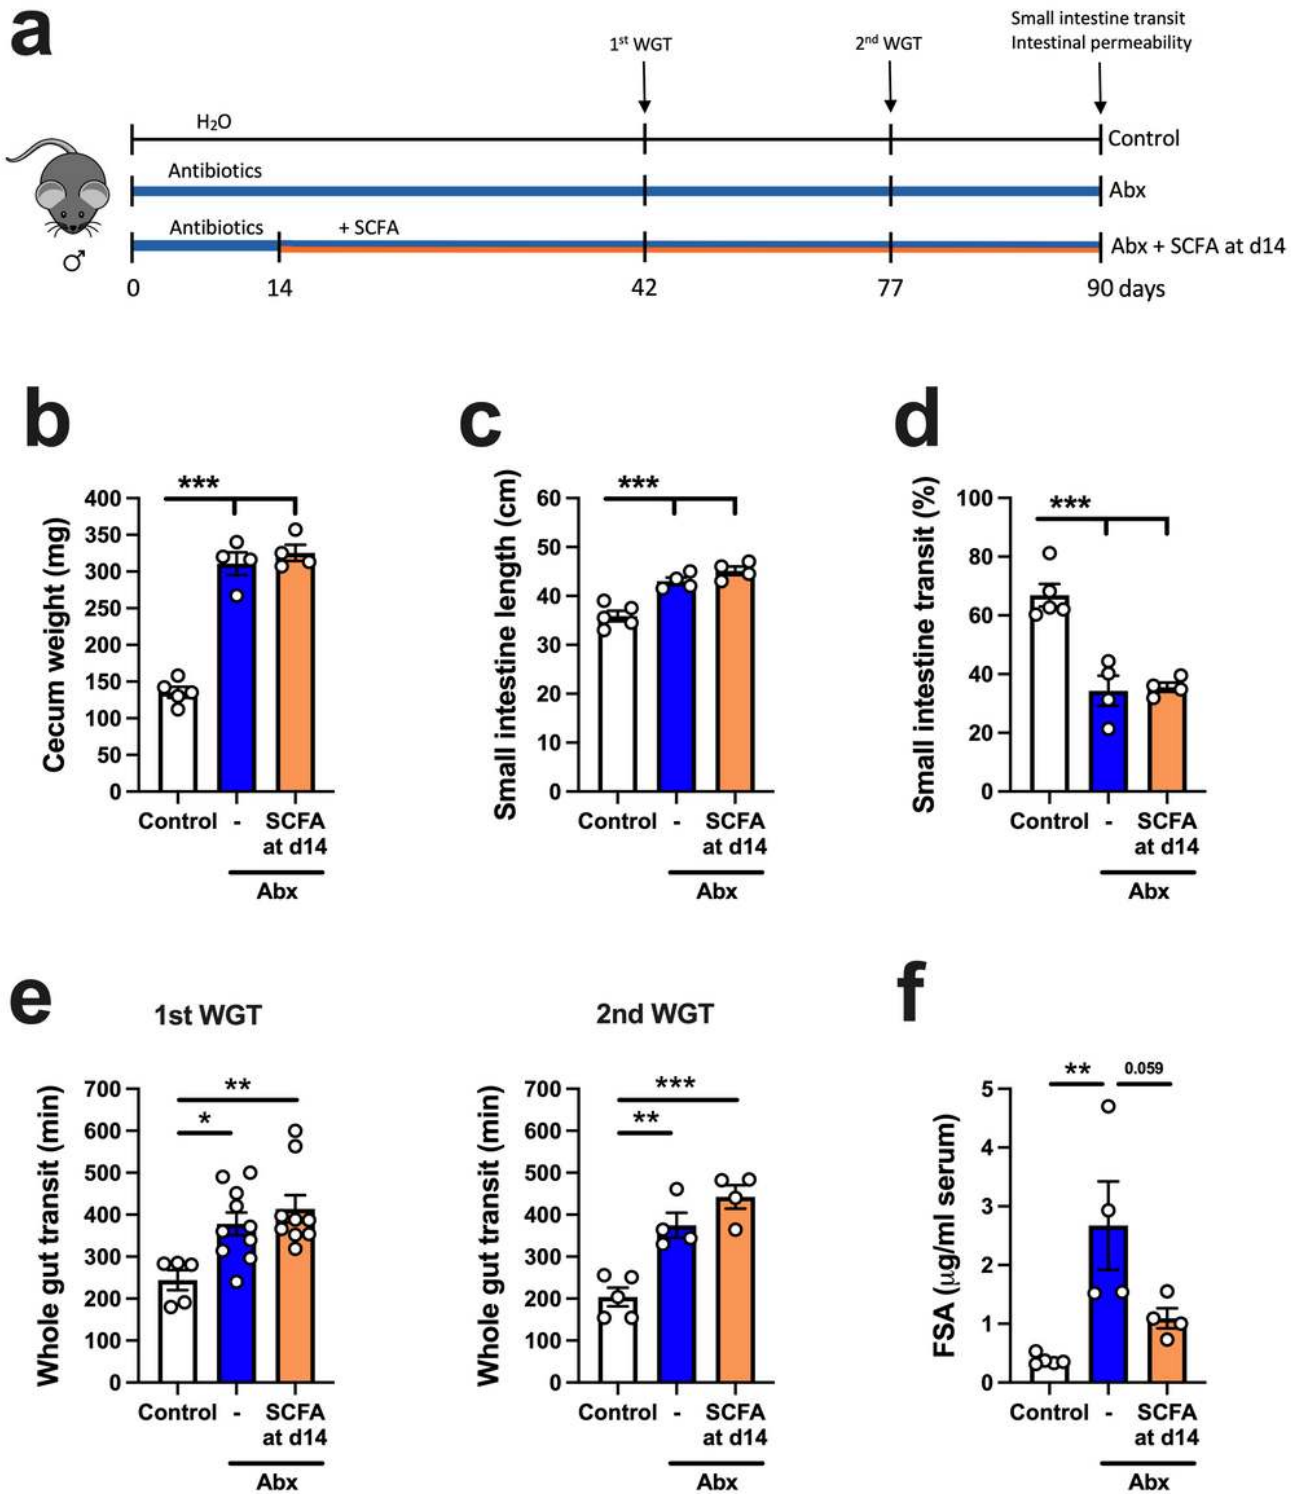 a
Small intestine transit
1st WGT
2nd WGT
Intestinal permeability
H2O
Control
Antibiotics
Abx
Antibiotics
+ SCFA
Abx + SCFA at d14
♂
0 14 42 77 90 days
b
Cecum weight (mg)
***
400
350
300
250
200
150
100
50
0
Control - SCFA
at d14
Abx
c
Small intestine length (cm)
***
60
50
40
30
20
10
0
Control - SCFA
at d14
Abx
d
Small intestine transit (%)
***
100
80
60
40
20
0
Control - SCFA
at d14
Abx
e
1st WGT
Whole gut transit (min)
**
*
700
600
500
400
300
200
100
0
Control - SCFA
at d14
Abx
2nd WGT
Whole gut transit (min)
***
**
700
600
500
400
300
200
100
0
Control - SCFA
at d14
Abx
f
FSA (μg/ml serum)
** 0.059
5
4
3
2
1
0
Control - SCFA
at d14
Abx